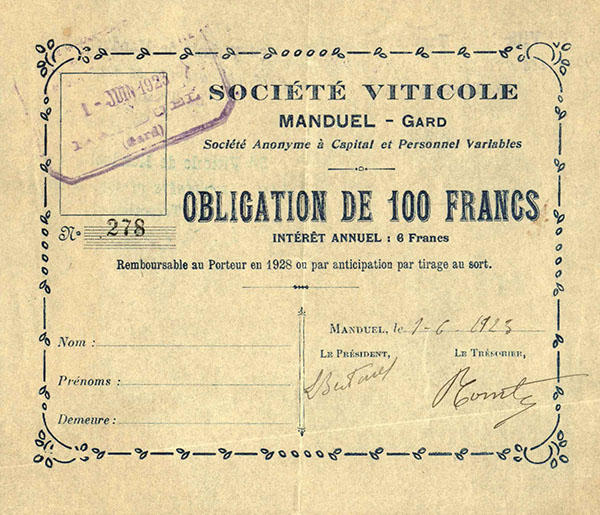 1 - JUIN 1923
MANDUEL
(Gard)
SOCIÉTÉ VITICOLE
MANDUEL - GARD
Société Anonyme à Capital et Personnel Variables
OBLIGATION DE 100 FRANCS
INTÉRÊT ANNUEL : 6 Francs
Nº 278
Remboursable au Porteur en 1928 ou par anticipation par tirage au sort.
MANDUEL, le 1-6-1923
LE PRÉSIDENT, LE TRÉSORIER,
Nom :
Prénoms :
Demeure :